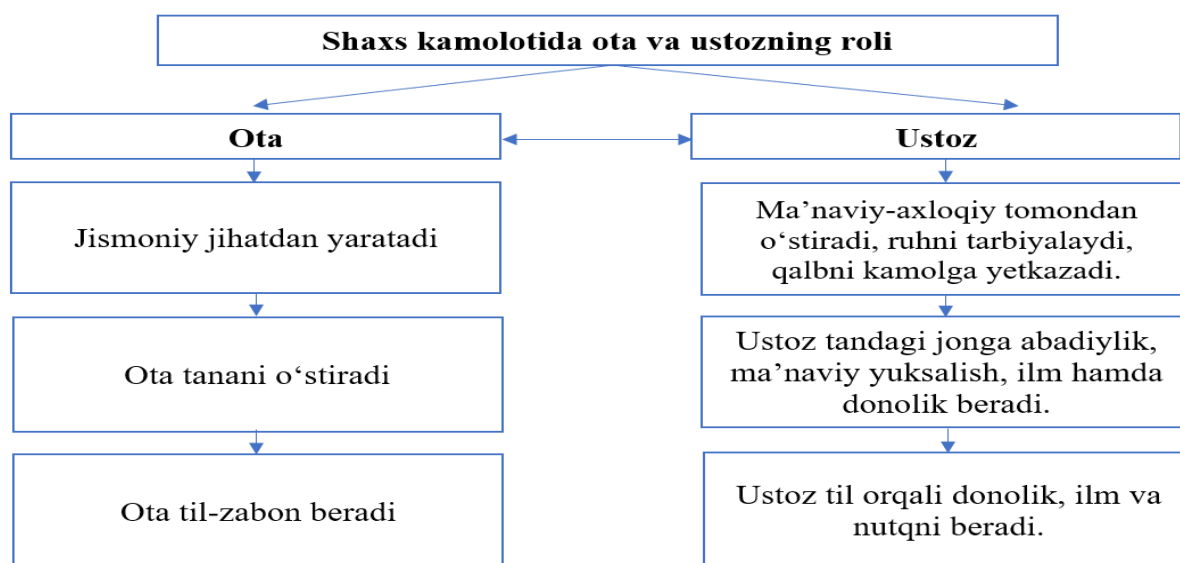 Shaxs kamolotida ota va ustozning roli
Ota
Ustoz
Jismoniy jihatdan yaratadi
Ma’naviy-axloqiy tomondan
o‘stiradi, ruhni tarbiyalaydi,
qalbni kamolga yetkazadi.
Ota tanani o‘stiradi
Ustoz tandagi jonga abadiylik,
ma’naviy yuksalish, ilm hamda
donolik beradi.
Ota til-zabon beradi
Ustoz til orqali donolik, ilm va
nutqni beradi.